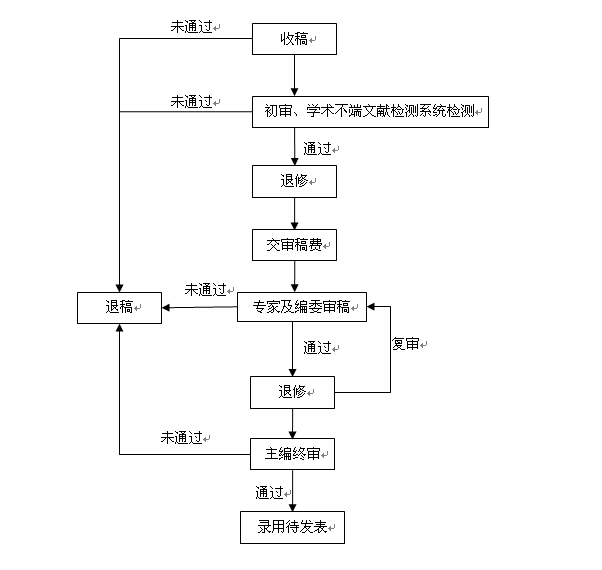 未通过
收稿
未通过
初审、学术不端文献检测系统检测
通过
退修
交审稿费
未通过
退稿
专家及编委审稿
通过
复审
退修
未通过
主编终审
通过
录用待发表